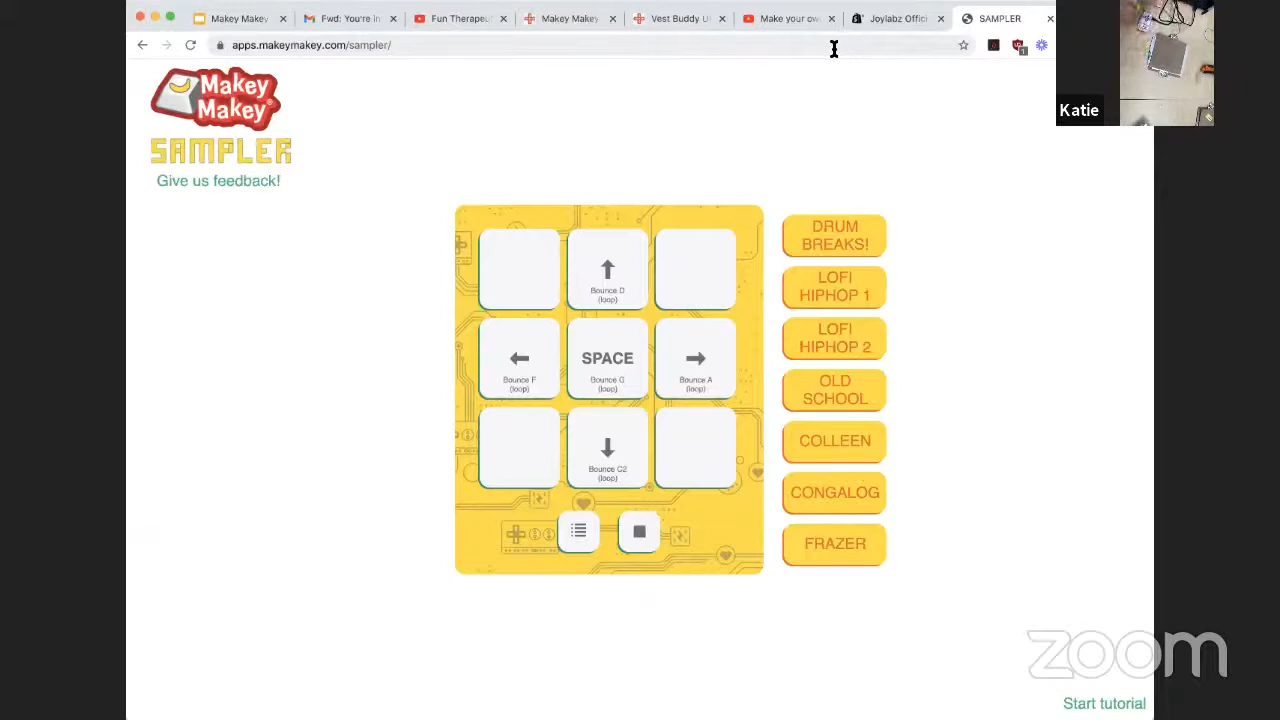 Makey Makey
Fwd: You're in
Fun Therapeu
Makey Makey
Vest Buddy U
Make your ow
Joylabz Offici
SAMPLER
apps.makeymakey.com/sampler/
1
Katie
Makey
Makey®
SAMPLER
Give us feedback!
Bounce D
(loop)
Bounce F
(loop)
SPACE
Bounce G
(loop)
Bounce A
(loop)
Bounce C2
(loop)
DRUM
BREAKS!
LOFI
HIPHOP 1
LOFI
HIPHOP 2
OLD
SCHOOL
COLLEEN
CONGALOG
FRAZER
zoom
Start tutorial